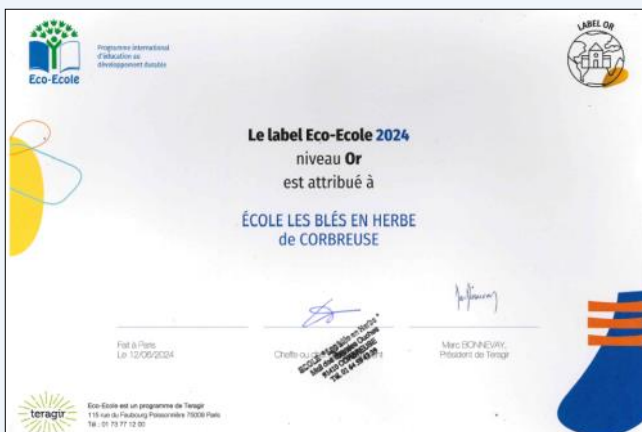 Eco-Ecole
Programme international
d'éducation au
développement durable
LABEL OR
Le label Eco-Ecole 2024
niveau Or
est attribué à
ÉCOLE LES BLÉS EN HERBE
de CORBREUSE
Fait à Paris
Le 12/06/2024
Cheffe ou
Marc BONNEVAY,
Président de Teragir
teragir
Eco-Ecole est un programme de Teragir
115 rue du Faubourg Poissonnière 75009 Paris
Tél : 01 73 77 12 00